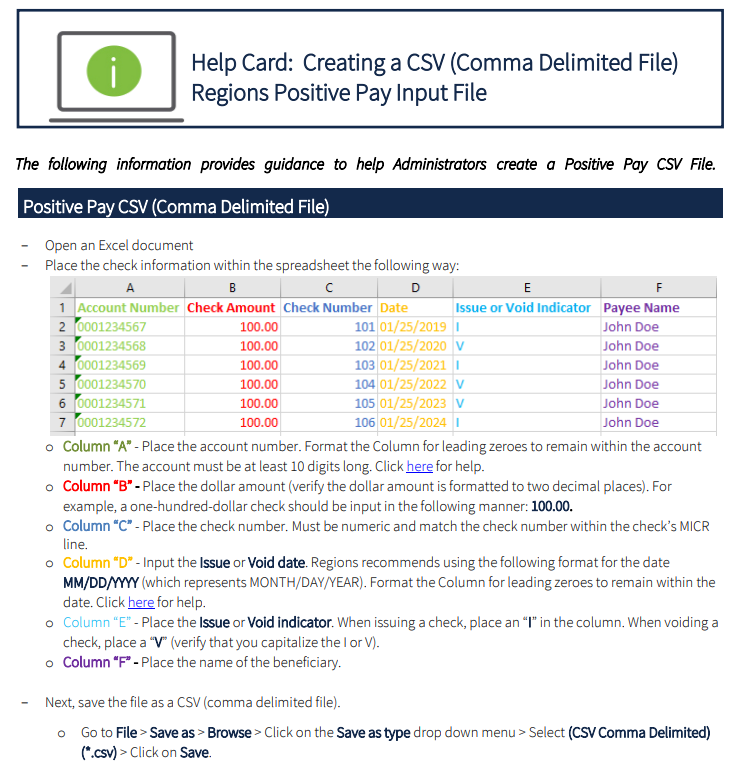 i
Help Card: Creating a CSV (Comma Delimited File)
Regions Positive Pay Input File
The following information provides guidance to help Administrators create a Positive Pay CSV File.
Positive Pay CSV (Comma Delimited File)
– Open an Excel document
– Place the check information within the spreadsheet the following way:
A B C D E F
1 Account Number Check Amount Check Number Date Issue or Void Indicator Payee Name
2 0001234567 100.00 101 01/25/2019 I John Doe
3 0001234568 100.00 102 01/25/2020 V John Doe
4 0001234569 100.00 103 01/25/2021 I John Doe
5 0001234570 100.00 104 01/25/2022 V John Doe
6 0001234571 100.00 105 01/25/2023 V John Doe
7 0001234572 100.00 106 01/25/2024 I John Doe
o Column "A" - Place the account number. Format the Column for leading zeroes to remain within the account
number. The account must be at least 10 digits long. Click here for help.
o Column "B" - Place the dollar amount (verify the dollar amount is formatted to two decimal places). For
example, a one-hundred-dollar check should be input in the following manner: 100.00.
o Column "C" - Place the check number. Must be numeric and match the check number within the check's MICR
line.
o Column "D" - Input the Issue or Void date. Regions recommends using the following format for the date
MM/DD/YYYY (which represents MONTH/DAY/YEAR). Format the Column for leading zeroes to remain within the
date. Click here for help.
o Column "E" - Place the Issue or Void indicator. When issuing a check, place an "I" in the column. When voiding a
check, place a "V" (verify that you capitalize the I or V).
o Column "F" - Place the name of the beneficiary.
– Next, save the file as a CSV (comma delimited file).
o Go to File > Save as > Browse > Click on the Save as type drop down menu > Select (CSV Comma Delimited)
(*.csv) > Click on Save.